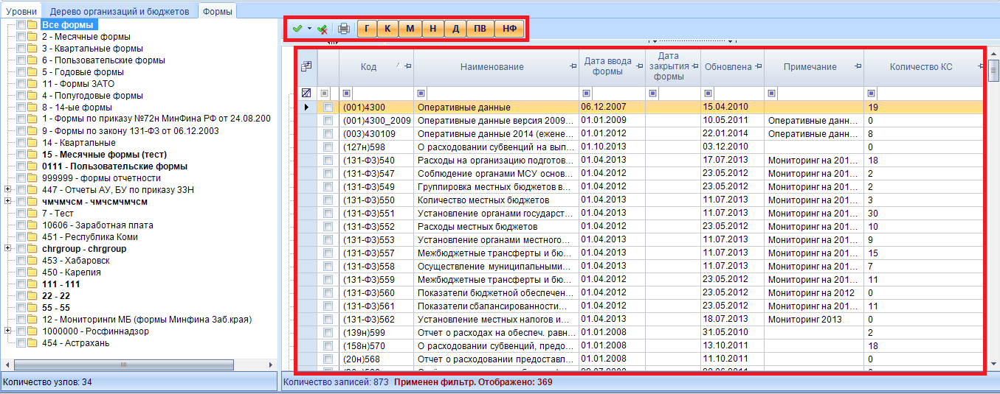 Уровни Дерево организаций и бюджетов Формы
Все формы
2 - Месячные формы
3 - Квартальные формы
6 - Пользовательские формы
5 - Годовые формы
11 - Формы ЗАТО
4 - Полугодовые формы
8 - 14-ые формы
1 - Формы по приказу №72н МинФина РФ от 24.08.200
9 - Формы по закону 131-ФЗ от 06.12.2003
14 - Квартальные
15 - Месячные формы (тест)
0111 - Пользовательские формы
999999 - формы отчетности
447 - Отчеты АУ, БУ по приказу 33Н
чмчмчсм - чмчсмчмчсм
7 - Тест
10606 - Заработная плата
451 - Республика Коми
chrgroup - chrgroup
453 - Хабаровск
450 - Карелия
111 - 111
22 - 22
55 - 55
12 - Мониторинги МБ (формы Минфина Заб.края)
1000000 - Росфиннадзор
454 - Астрахань
Количество узлов: 34
Г К М Н Д ПВ НФ
Код Наименование Дата ввода формы Дата закрытия формы Обновлена Примечание Количество КС
(001)4300 Оперативные данные 06.12.2007 15.04.2010 19
(001)4300_2009 Оперативные данные версия 2009... 01.01.2009 10.05.2011 Оперативные данн... 0
(003)430109 Оперативные данные 2014 (ежене... 01.01.2012 22.01.2014 Оперативные данн... 8
(127н)598 О расходовании субвенций на вып... 01.10.2013 03.12.2010 0
(131-ФЗ)540 Расходы на организацию подготов... 01.04.2013 17.07.2013 Мониторинг на 201... 18
(131-ФЗ)547 Соблюдение органами МСУ основ... 01.04.2013 23.05.2012 Мониторинг на 201... 2
(131-ФЗ)549 Группировка местных бюджетов в... 01.04.2013 23.05.2012 Мониторинг на 201... 2
(131-ФЗ)550 Количество местных бюджетов 01.04.2013 11.07.2013 Мониторинг на 201... 3
(131-ФЗ)551 Установление органами государст... 01.04.2013 11.07.2013 Мониторинг на 201... 30
(131-ФЗ)552 Расходы местных бюджетов 01.04.2012 23.05.2012 Мониторинг на 201... 10
(131-ФЗ)553 Установление органами местного... 01.04.2013 11.07.2013 Мониторинг на 201... 9
(131-ФЗ)557 Межбюджетные трансферты и бю... 01.04.2013 11.07.2013 Мониторинг на 201... 15
(131-ФЗ)558 Осуществление муниципальными... 01.04.2013 11.07.2013 Мониторинг на 201... 7
(131-ФЗ)559 Межбюджетные трансферты и бю... 01.04.2012 23.05.2012 Мониторинг на 201... 11
(131-ФЗ)560 Показатели бюджетной обеспечен... 01.04.2012 23.05.2012 Мониторинг на 2012 0
(131-ФЗ)561 Показатели сбалансированности... 01.04.2012 23.05.2012 Мониторинг на 201... 11
(131-ФЗ)562 Установление местных налогов и... 01.04.2013 18.07.2013 Мониторинг 2013 0
(139н)599 Отчет о расходах на обеспеч. равн... 01.01.2008 31.05.2010 2
(158н)570 О расходовании субвенций, предо... 01.01.2008 13.10.2011 18
(20н)568 Отчет о расходовании предоставл... 01.01.2008 11.10.2011 0
Количество записей: 873 Применен фильтр. Отображено: 369